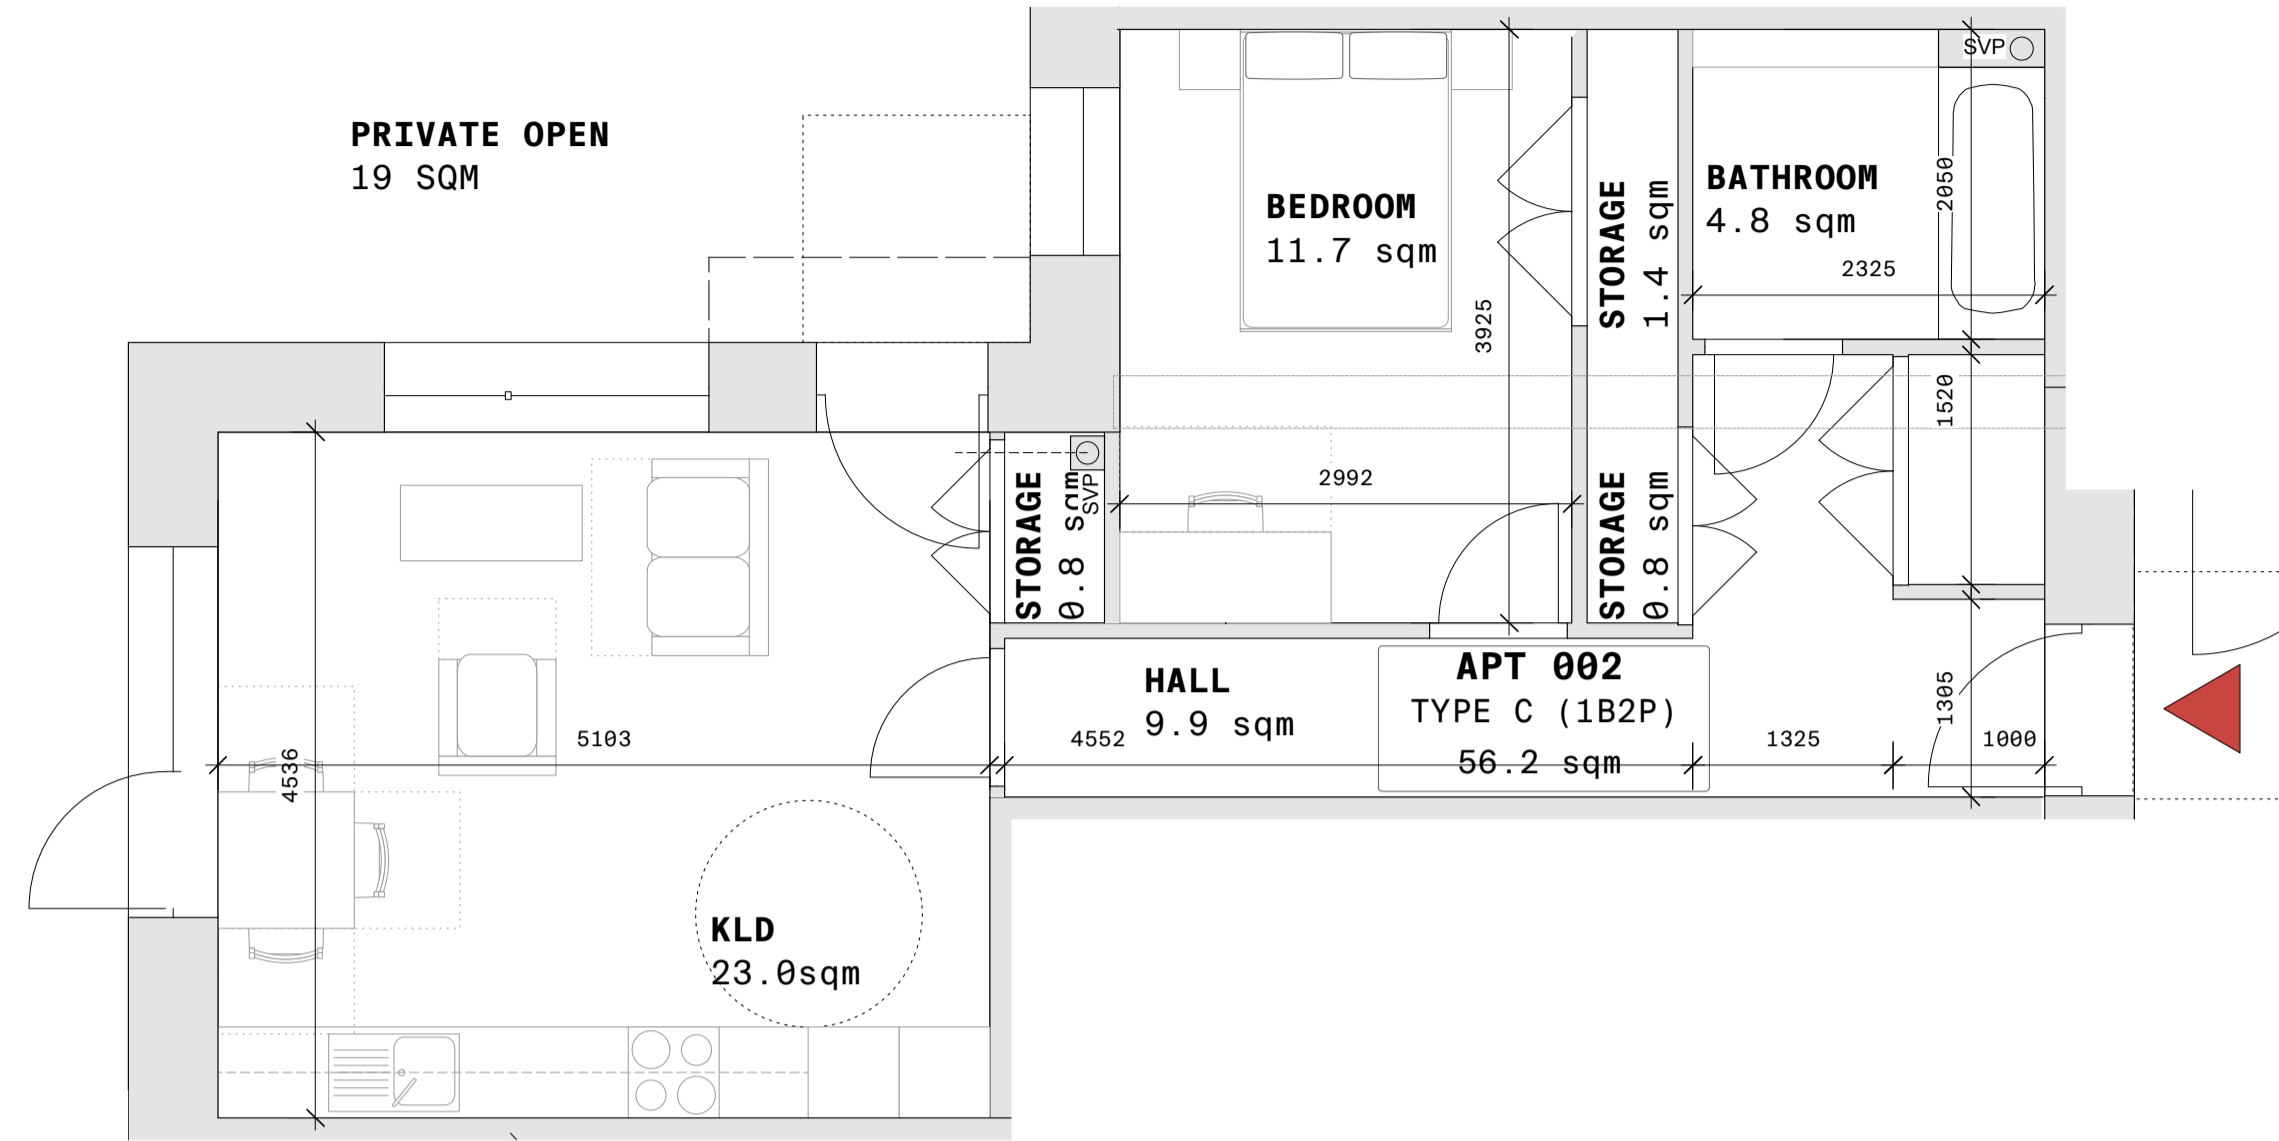 SVP
PRIVATE OPEN
19 SQM
BEDROOM
11.7 sqm
3925
STORAGE
1.4 sqm
BATHROOM
4.8 sqm
2050
2325
1520
STORAGE
0.8 sqm
SVP
2992
STORAGE
0.8 sqm
HALL
9.9 sqm
APT 002
TYPE C (1B2P)
56.2 sqm
1305
5103
4552
1325
1000
4536
KLD
23.0sqm